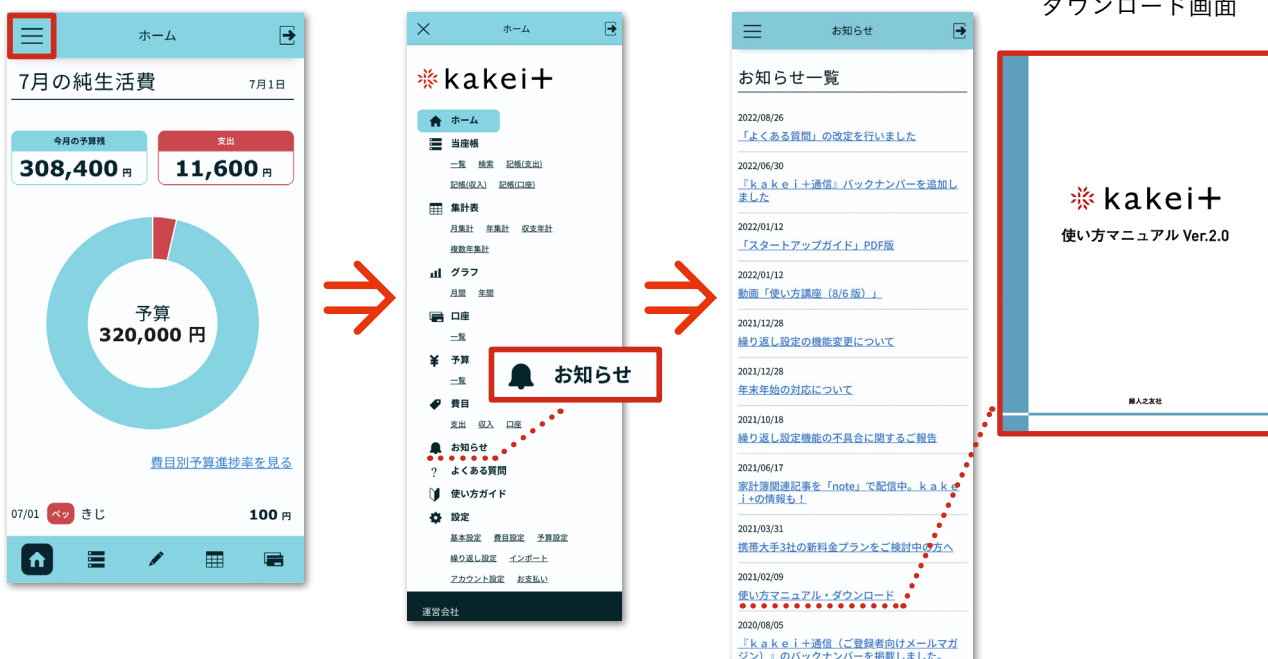 ダウンロード画面
ホーム
7月の純生活費
7月1日
今月の予算残
308,400 円
支出
11,600 円
予算
320,000 円
費目別予算進捗率を見る
07/01 ペッ きじ 100 円
ホーム
kakei+
ホーム
当座帳
一覧 検索 記帳(支出)
記帳(収入) 記帳(口座)
集計表
月集計 年集計 収支年計
複数年集計
グラフ
月間 年間
口座
一覧
予算
一覧
費目
支出 収入 口座
お知らせ
よくある質問
使い方ガイド
設定
基本設定 費目設定 予算設定
繰り返し設定 インポート
アカウント設定 お支払い
運営会社
お知らせ
お知らせ
お知らせ一覧
2022/08/26
「よくある質問」の改定を行いました
2022/06/30
『ｋａｋｅｉ＋通信』バックナンバーを追加し
ました
2022/01/12
「スタートアップガイド」PDF版
2022/01/12
動画「使い方講座（8/6 版）」
2021/12/28
繰り返し設定の機能変更について
2021/12/28
年末年始の対応について
2021/10/18
繰り返し設定機能の不具合に関するご報告
2021/06/17
家計簿関連記事を「note」で配信中。ｋａｋｅ
ｉ+の情報も！
2021/03/31
携帯大手3社の新料金プランをご検討中の方へ
2021/02/09
使い方マニュアル・ダウンロード
2020/08/05
『ｋａｋｅｉ＋通信（ご登録者向けメールマガ
ジン）』のバックナンバーを掲載しました。
kakei+
使い方マニュアル Ver.2.0
婦人之友社